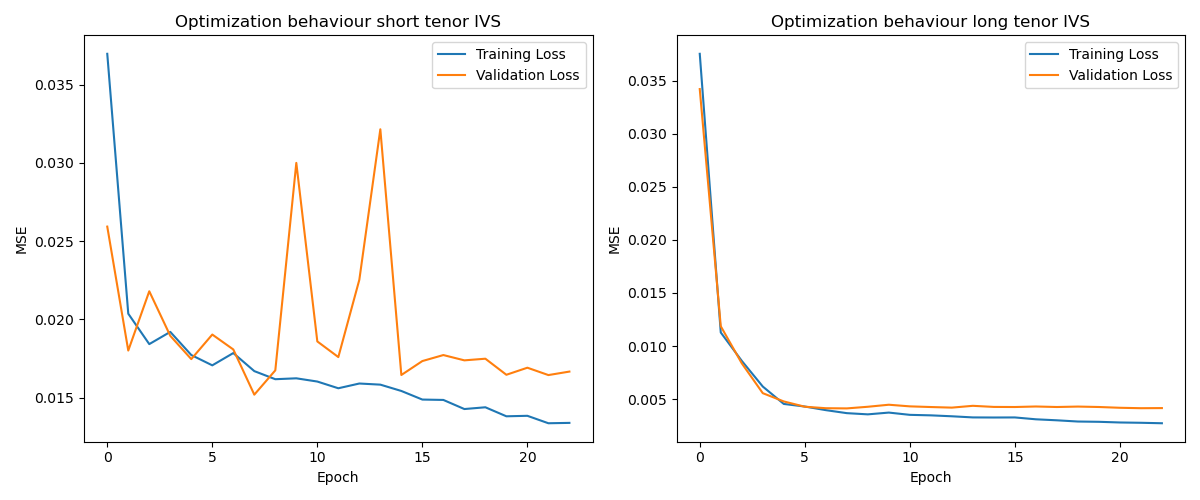 Optimization behaviour short tenor IVS
Training Loss
Validation Loss
0.035
0.030
0.025
0.020
0.015
MSE
0 5 10 15 20
Epoch
Optimization behaviour long tenor IVS
Training Loss
Validation Loss
0.035
0.030
0.025
0.020
0.015
0.010
0.005
MSE
0 5 10 15 20
Epoch